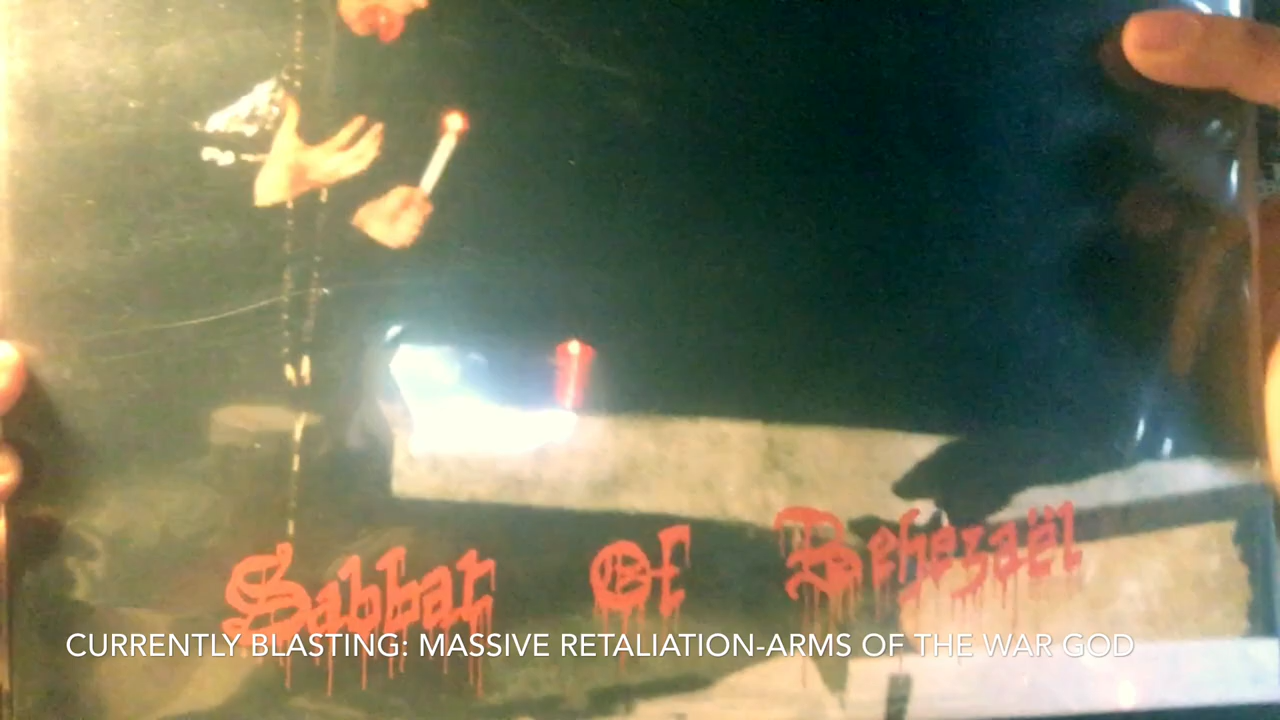 Sabbat Of Behezaël
CURRENTLY BLASTING: MASSIVE RETALIATION-ARMS OF THE WAR GOD